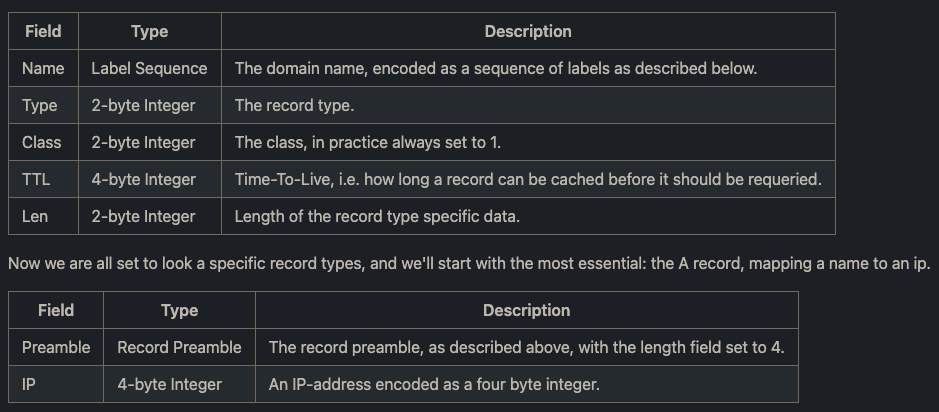 Field Type Description
Name Label Sequence The domain name, encoded as a sequence of labels as described below.
Type 2-byte Integer The record type.
Class 2-byte Integer The class, in practice always set to 1.
TTL 4-byte Integer Time-To-Live, i.e. how long a record can be cached before it should be requeried.
Len 2-byte Integer Length of the record type specific data.
Now we are all set to look a specific record types, and we'll start with the most essential: the A record, mapping a name to an ip.
Field Type Description
Preamble Record Preamble The record preamble, as described above, with the length field set to 4.
IP 4-byte Integer An IP-address encoded as a four byte integer.